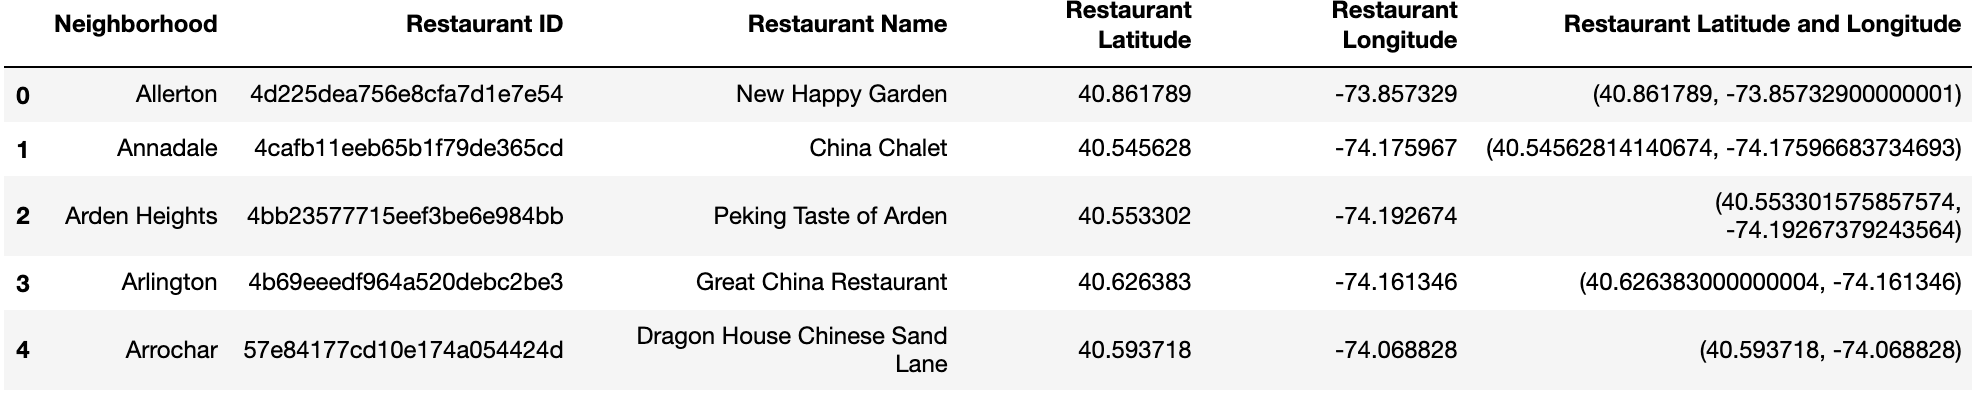 Neighborhood Restaurant ID Restaurant Name Restaurant Latitude Restaurant Longitude Restaurant Latitude and Longitude
0 Allerton 4d225dea756e8cfa7d1e7e54 New Happy Garden 40.861789 -73.857329 (40.861789, -73.85732900000001)
1 Annadale 4cafb11eeb65b1f79de365cd China Chalet 40.545628 -74.175967 (40.54562814140674, -74.17596683734693)
2 Arden Heights 4bb23577715eef3be6e984bb Peking Taste of Arden 40.553302 -74.192674 (40.553301575857574, -74.19267379243564)
3 Arlington 4b69eeedf964a520debc2be3 Great China Restaurant 40.626383 -74.161346 (40.626383000000004, -74.161346)
4 Arrochar 57e84177cd10e174a054424d Dragon House Chinese Sand Lane 40.593718 -74.068828 (40.593718, -74.068828)